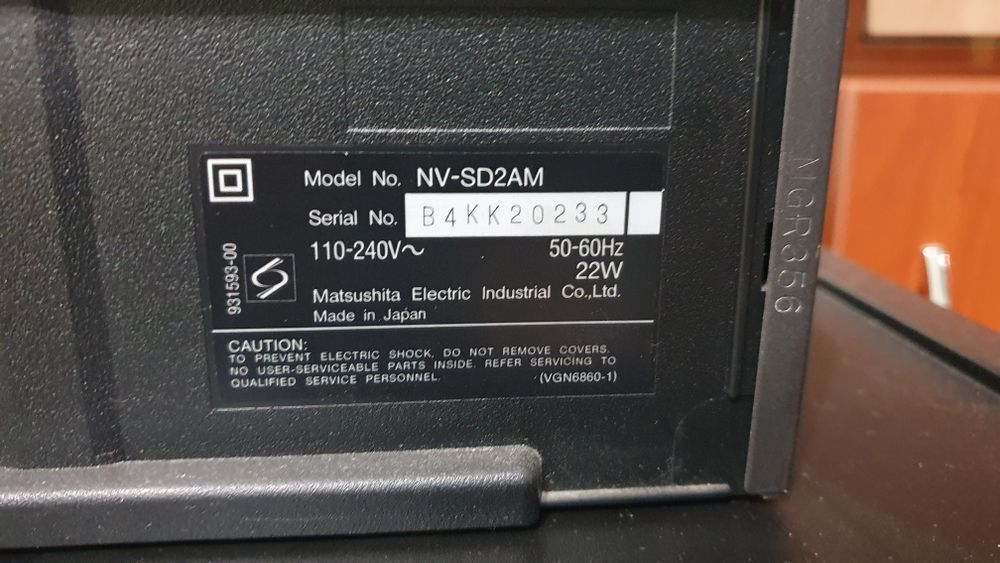 Model No. NV-SD2AM
Serial No. B4KK20233
110-240V~ 50-60Hz
22W
931593-00
Matsushita Electric Industrial Co.,Ltd.
Made in Japan
CAUTION:
TO PREVENT ELECTRIC SHOCK, DO NOT REMOVE COVERS.
NO USER-SERVICEABLE PARTS INSIDE. REFER SERVICING TO
QUALIFIED SERVICE PERSONNEL. (VGN6860-1)
NGR356